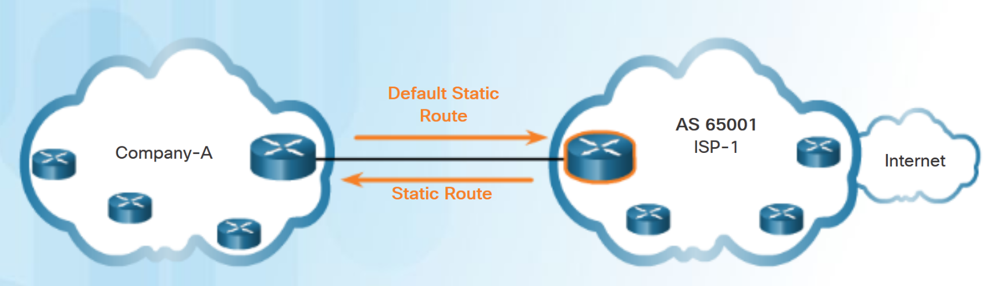 Default Static
Route
Company-A
AS 65001
ISP-1
Internet
Static Route